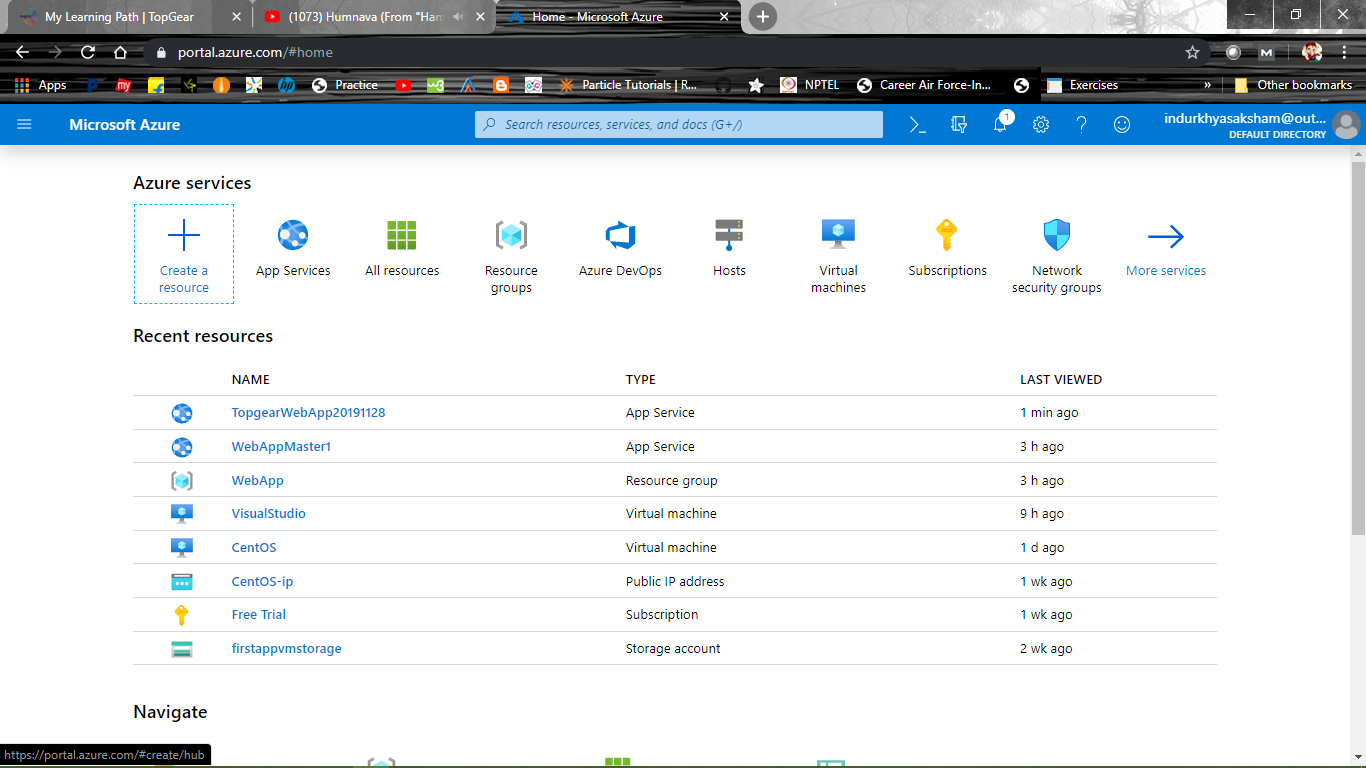 My Learning Path | TopGear
(1073) Humnava (From "Ham
Home - Microsoft Azure
portal.azure.com/#home
Apps
my
Practice
Particle Tutorials | R...
NPTEL
Career Air Force-In...
Exercises
»
Other bookmarks
Microsoft Azure
Search resources, services, and docs (G+/)
1
indurkhyasaksham@out...
DEFAULT DIRECTORY
Azure services
Create a
resource
App Services
All resources
Resource
groups
Azure DevOps
Hosts
Virtual
machines
Subscriptions
Network
security groups
More services
Recent resources
NAME TYPE LAST VIEWED
TopgearWebApp20191128 App Service 1 min ago
WebAppMaster1 App Service 3 h ago
WebApp Resource group 3 h ago
VisualStudio Virtual machine 9 h ago
CentOS Virtual machine 1 d ago
CentOS-ip Public IP address 1 wk ago
Free Trial Subscription 1 wk ago
firstappvmstorage Storage account 2 wk ago
Navigate
https://portal.azure.com/#create/hub